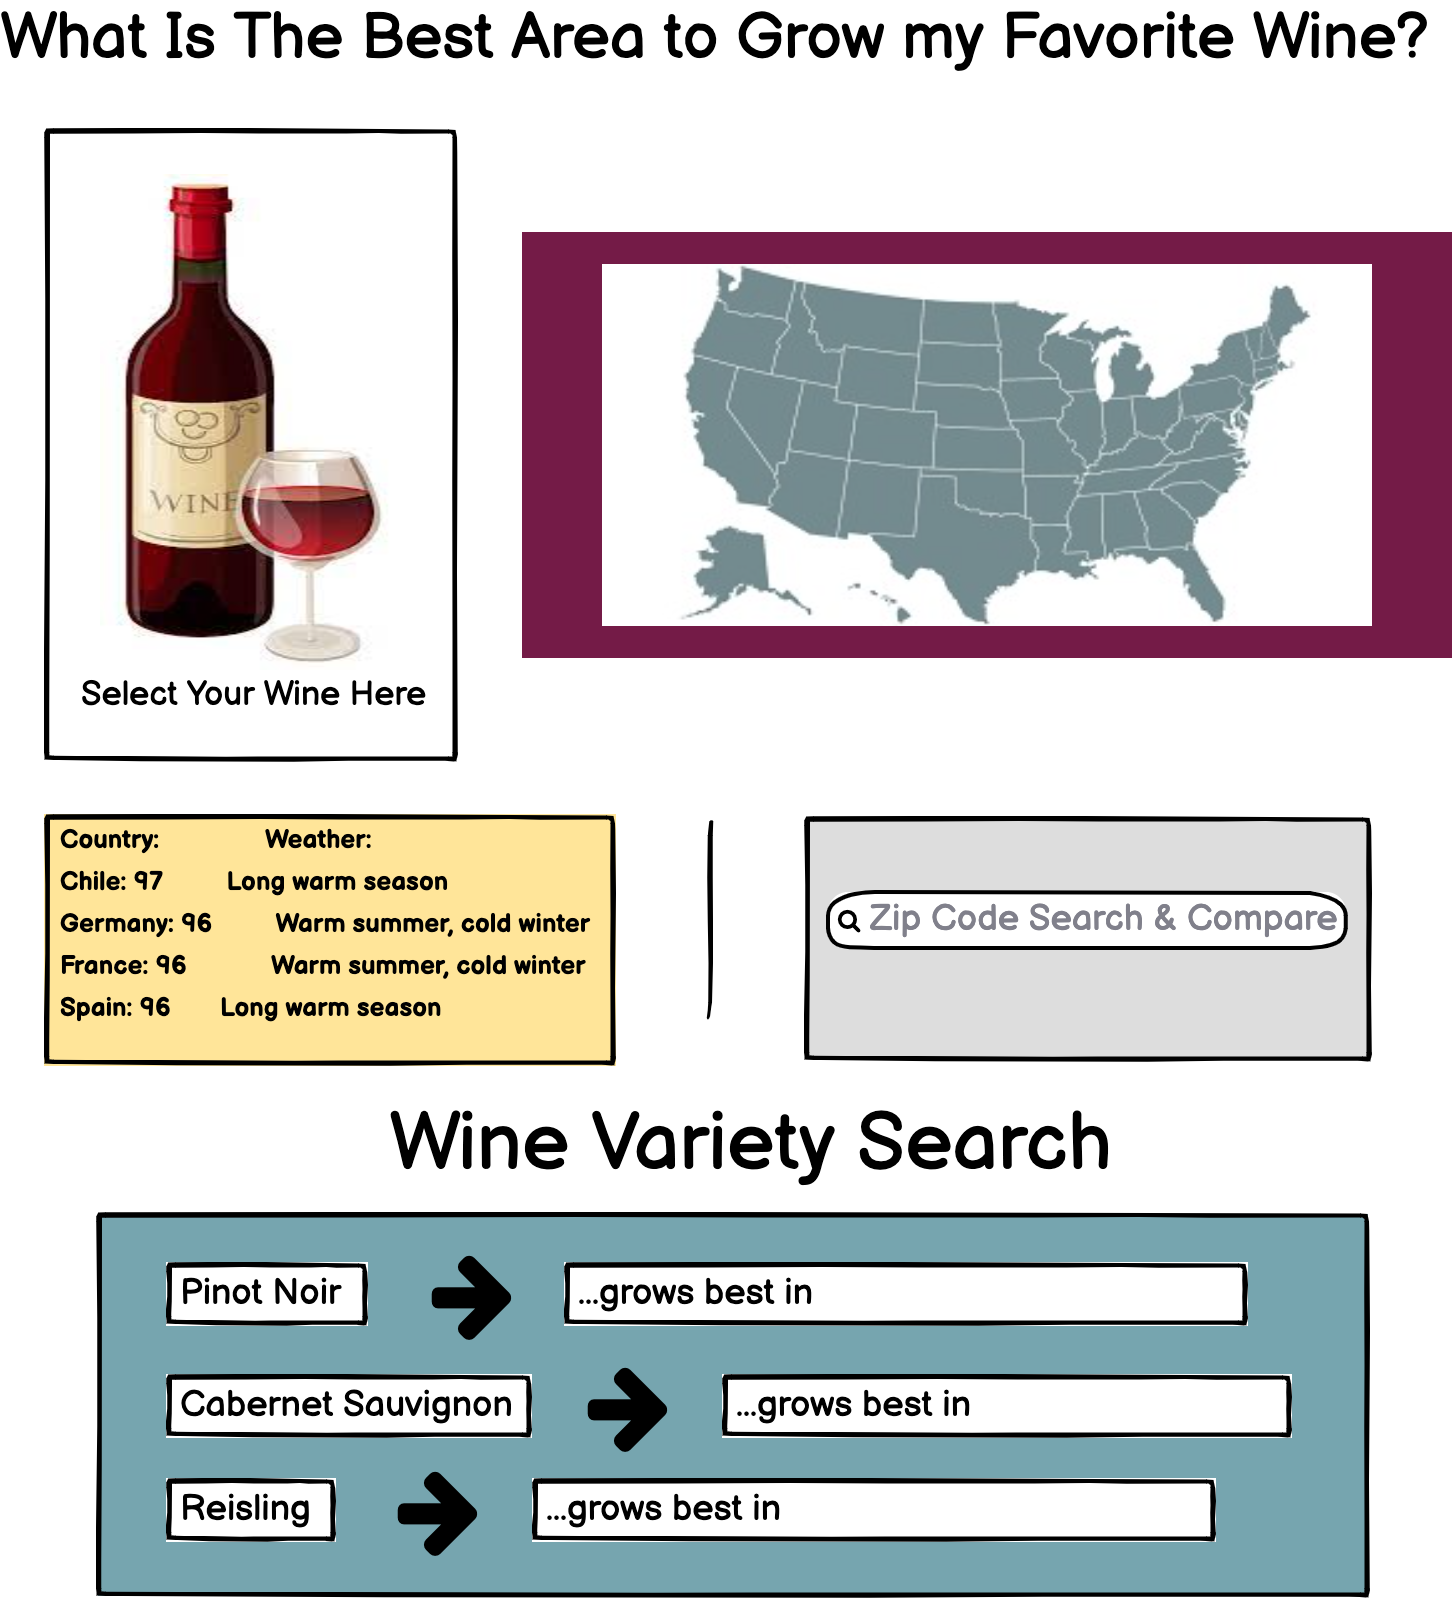 What Is The Best Area to Grow my Favorite Wine?
WINE
Select Your Wine Here
Country: Weather:
Chile: 97 Long warm season
Germany: 96 Warm summer, cold winter
France: 96 Warm summer, cold winter
Spain: 96 Long warm season
Zip Code Search & Compare
Wine Variety Search
Pinot Noir ...grows best in
Cabernet Sauvignon ...grows best in
Reisling ...grows best in